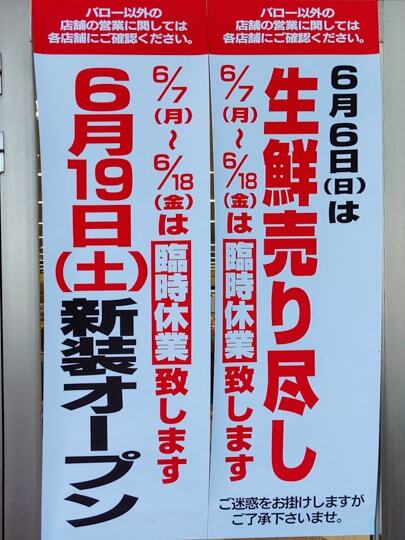 バロー以外の
店舗の営業に関しては
各店舗にご確認ください。
6月6日(日)は
生鮮売り尽し
6/7(月)〜6/18(金)は臨時休業致します
ご迷惑をお掛けしますが
ご了承下さいませ。
バロー以外の
店舗の営業に関しては
各店舗にご確認ください。
6/7(月)〜6/18(金)は臨時休業致します
6月19日(土)新装オープン